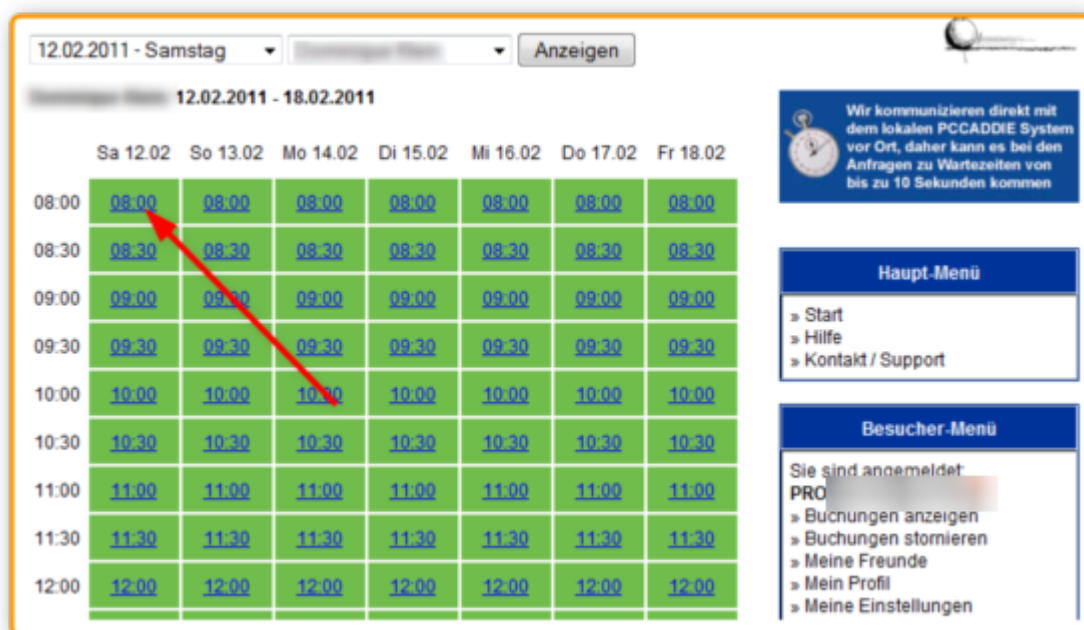 12.02.2011 - Samstag Anzeigen
12.02.2011 - 18.02.2011
Sa 12.02 So 13.02 Mo 14.02 Di 15.02 Mi 16.02 Do 17.02 Fr 18.02
08:00 08:00 08:00 08:00 08:00 08:00 08:00 08:00
08:30 08:30 08:30 08:30 08:30 08:30 08:30 08:30
09:00 09:00 09:00 09:00 09:00 09:00 09:00 09:00
09:30 09:30 09:30 09:30 09:30 09:30 09:30 09:30
10:00 10:00 10:00 10:00 10:00 10:00 10:00 10:00
10:30 10:30 10:30 10:30 10:30 10:30 10:30 10:30
11:00 11:00 11:00 11:00 11:00 11:00 11:00 11:00
11:30 11:30 11:30 11:30 11:30 11:30 11:30 11:30
12:00 12:00 12:00 12:00 12:00 12:00 12:00 12:00
Wir kommunizieren direkt mit
dem lokalen PCCADDIE System
vor Ort, daher kann es bei den
Anfragen zu Wartezeiten von
bis zu 10 Sekunden kommen
Haupt-Menü
» Start
» Hilfe
» Kontakt / Support
Besucher-Menü
Sie sind angemeldet:
PRO
» Buchungen anzeigen
» Buchungen stornieren
» Meine Freunde
» Mein Profil
» Meine Einstellungen